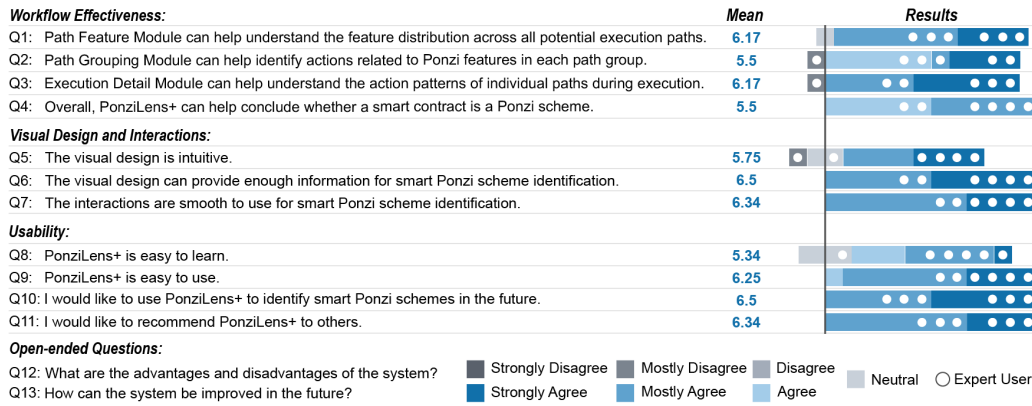 Workflow Effectiveness: Mean Results
Q1: Path Feature Module can help understand the feature distribution across all potential execution paths. 6.17
Q2: Path Grouping Module can help identify actions related to Ponzi features in each path group. 5.5
Q3: Execution Detail Module can help understand the action patterns of individual paths during execution. 6.17
Q4: Overall, PonziLens+ can help conclude whether a smart contract is a Ponzi scheme. 5.5
Visual Design and Interactions:
Q5: The visual design is intuitive. 5.75
Q6: The visual design can provide enough information for smart Ponzi scheme identification. 6.5
Q7: The interactions are smooth to use for smart Ponzi scheme identification. 6.34
Usability:
Q8: PonziLens+ is easy to learn. 5.34
Q9: PonziLens+ is easy to use. 6.25
Q10: I would like to use PonziLens+ to identify smart Ponzi schemes in the future. 6.5
Q11: I would like to recommend PonziLens+ to others. 6.34
Open-ended Questions:
Q12: What are the advantages and disadvantages of the system?
Q13: How can the system be improved in the future?
Strongly Disagree Mostly Disagree Disagree
Neutral Expert User
Strongly Agree Mostly Agree Agree